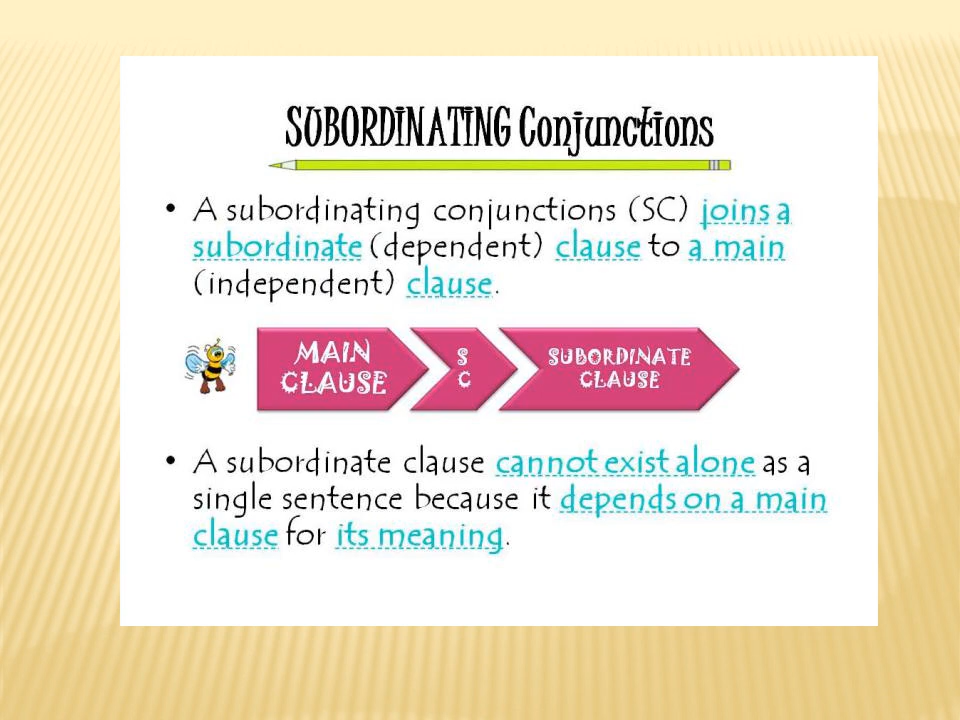 SUBORDINATING Conjunctions
• A subordinating conjunctions (SC) joins a
subordinate (dependent) clause to a main
(independent) clause.
MAIN
CLAUSE
S
C
SUBORDINATE
CLAUSE
• A subordinate clause cannot exist alone as a
single sentence because it depends on a main
clause for its meaning.